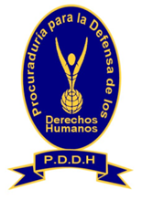 Procuraduría para la Defensa de los
Derechos
Humanos
P.D.D.H